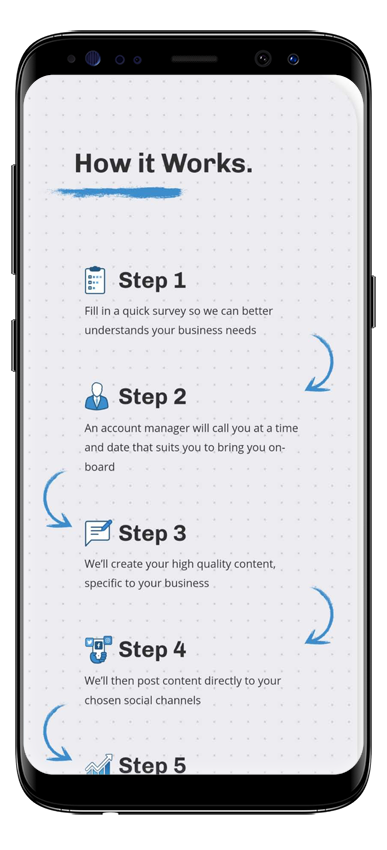 How it Works.
Step 1
Fill in a quick survey so we can better
understands your business needs
Step 2
An account manager will call you at a time
and date that suits you to bring you on-
board
Step 3
We'll create your high quality content,
specific to your business
Step 4
We'll then post content directly to your
chosen social channels
Step 5